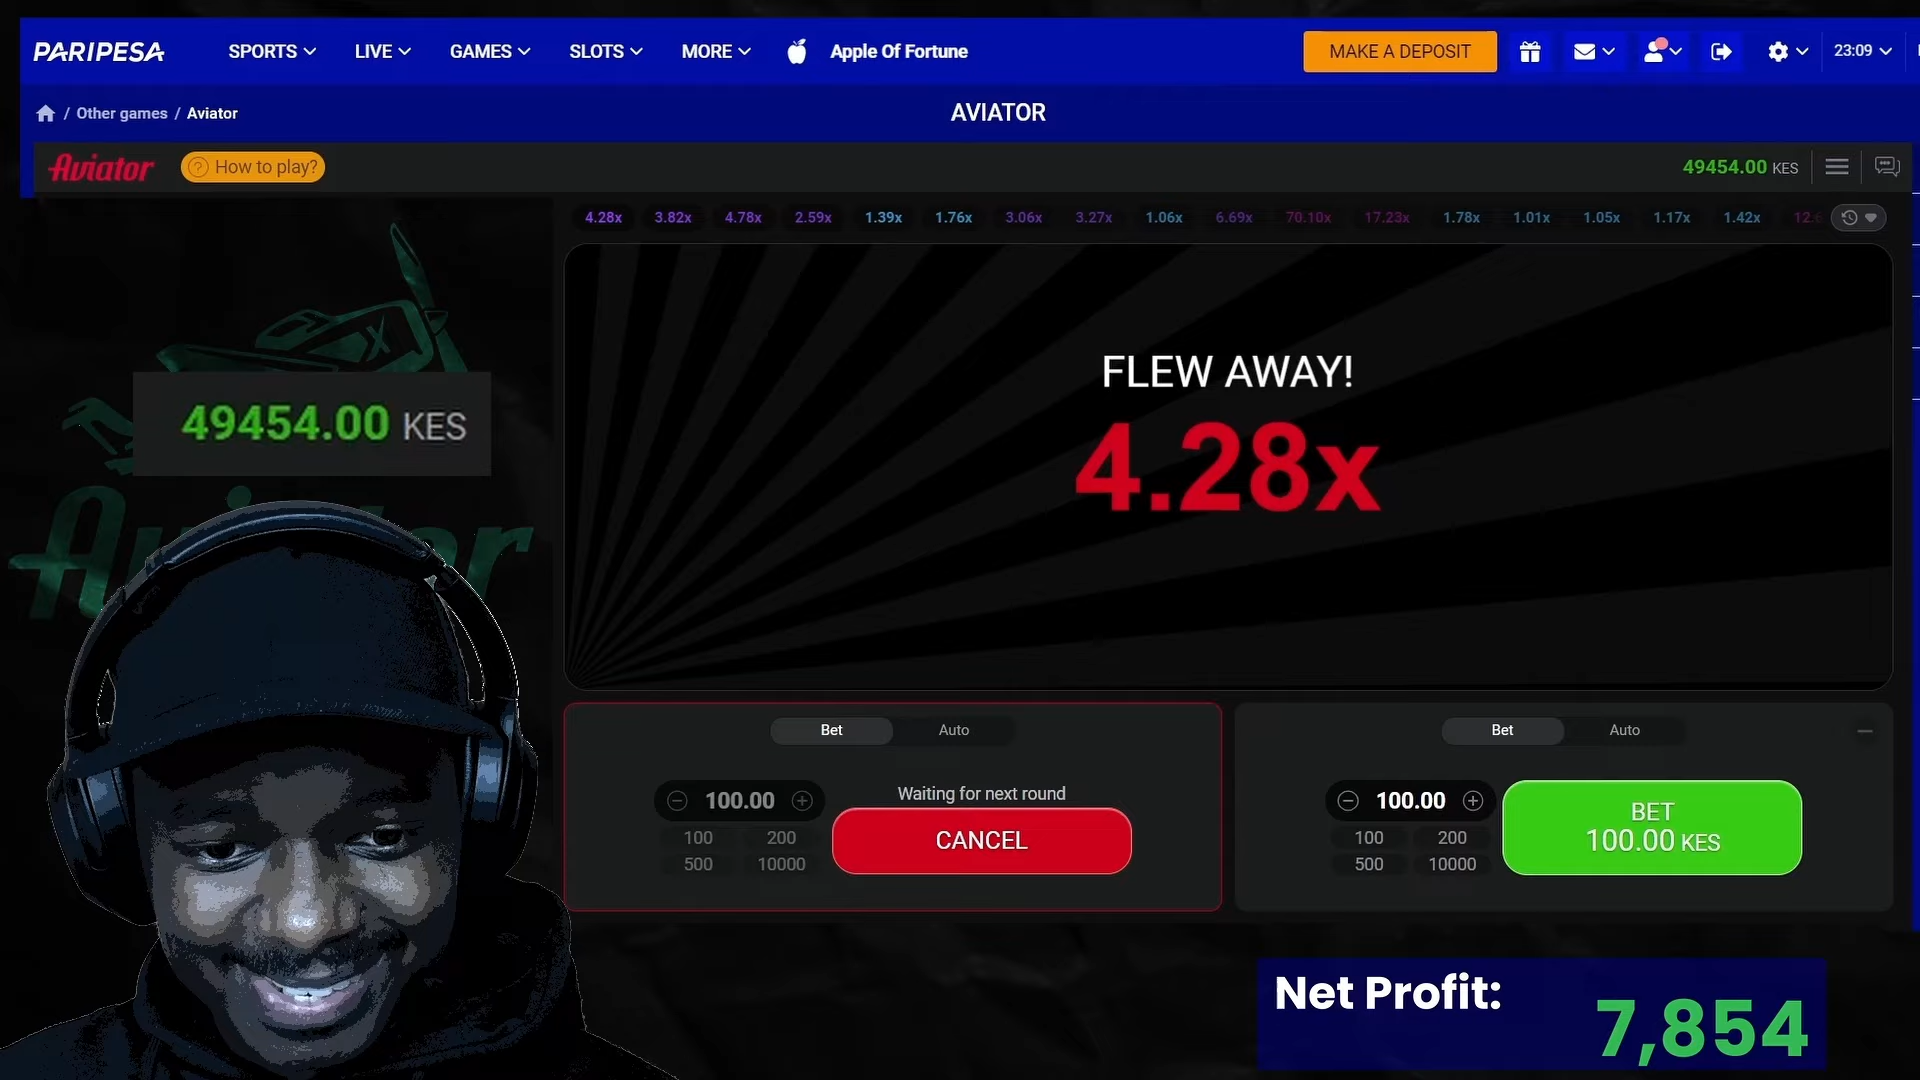 PARIPESA
SPORTS LIVE GAMES SLOTS MORE Apple Of Fortune MAKE A DEPOSIT 23:09
/ Other games / Aviator
AVIATOR
Aviator ? How to play? 49454.00 KES
4.28x 3.82x 4.78x 2.59x 1.39x 1.76x 3.06x 3.27x 1.06x 6.69x 70.10x 17.23x 1.78x 1.01x 1.05x 1.17x 1.42x
FLEW AWAY!
4.28x
49454.00 KES
Bet Auto
Waiting for next round
100.00
CANCEL
100 200
500 10000
Bet Auto
100.00
BET
100.00 KES
100 200
500 10000
Net Profit:
7,854